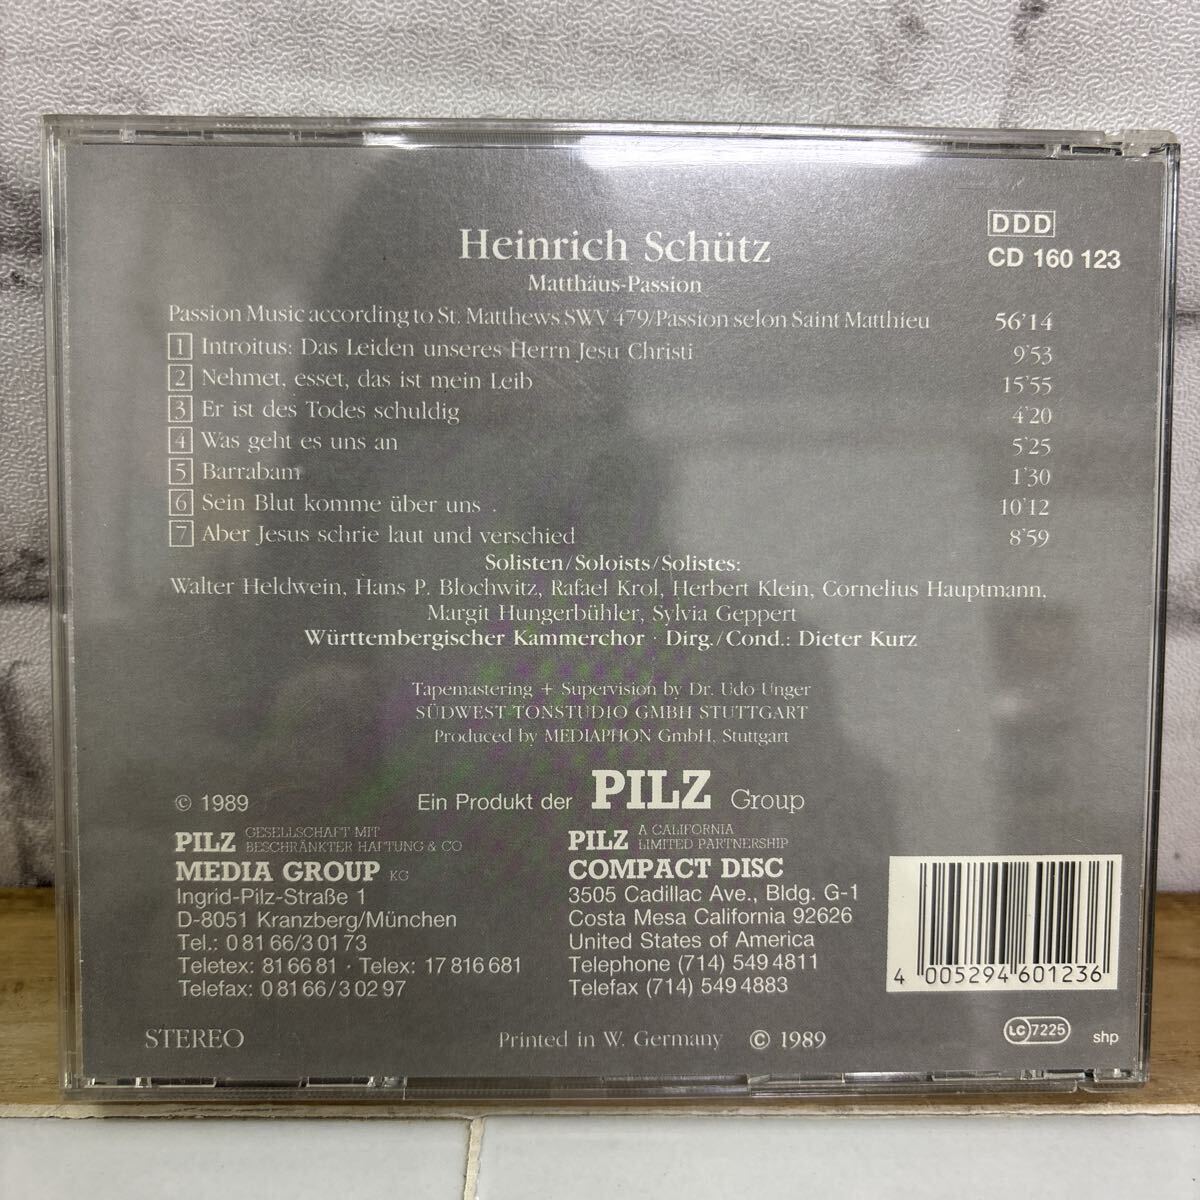 DDD
CD 160 123
Heinrich Schütz
Matthäus-Passion
Passion Music according to St. Matthews SWV 479/Passion selon Saint Matthieu 56'14
1 Introitus: Das Leiden unseres Herrn Jesu Christi 9'53
2 Nehmet, esset, das ist mein Leib 15'55
3 Er ist des Todes schuldig 4'20
4 Was geht es uns an 5'25
5 Barrabam 1'30
6 Sein Blut komme über uns . 10'12
7 Aber Jesus schrie laut und verschied 8'59
Solisten/Soloists/Solistes:
Walter Heldwein, Hans P. Blochwitz, Rafael Krol, Herbert Klein, Cornelius Hauptmann,
Margit Hungerbühler, Sylvia Geppert
Württembergischer Kammerchor · Dirg./Cond.: Dieter Kurz
Tapemastering + Supervision by Dr. Udo Unger
SÜDWEST-TONSTUDIO GMBH STUTTGART
Produced by MEDIAPHON GmbH, Stuttgart
© 1989 Ein Produkt der PILZ Group
PILZ GESELLSCHAFT MIT
BESCHRÄNKTER HAFTUNG & CO
MEDIA GROUP KG
Ingrid-Pilz-Straße 1
D-8051 Kranzberg/München
Tel.: 0 81 66/3 01 73
Teletex: 81 66 81 · Telex: 17 816 681
Telefax: 0 81 66/3 02 97
PILZ A CALIFORNIA
LIMITED PARTNERSHIP
COMPACT DISC
3505 Cadillac Ave., Bldg. G-1
Costa Mesa California 92626
United States of America
Telephone (714) 549 4811
Telefax (714) 549 4883
4 005294 601236
STEREO
Printed in W. Germany © 1989
LC 7225
shp